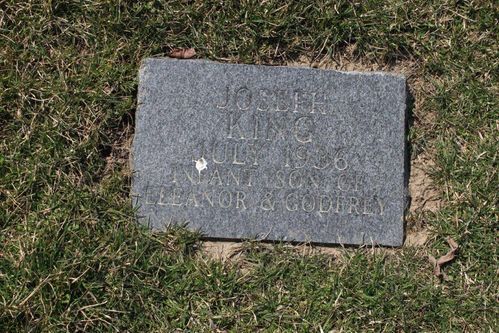 JOSEPH
KING
JULY 1936
INFANT SON OF
ELEANOR & GODFREY